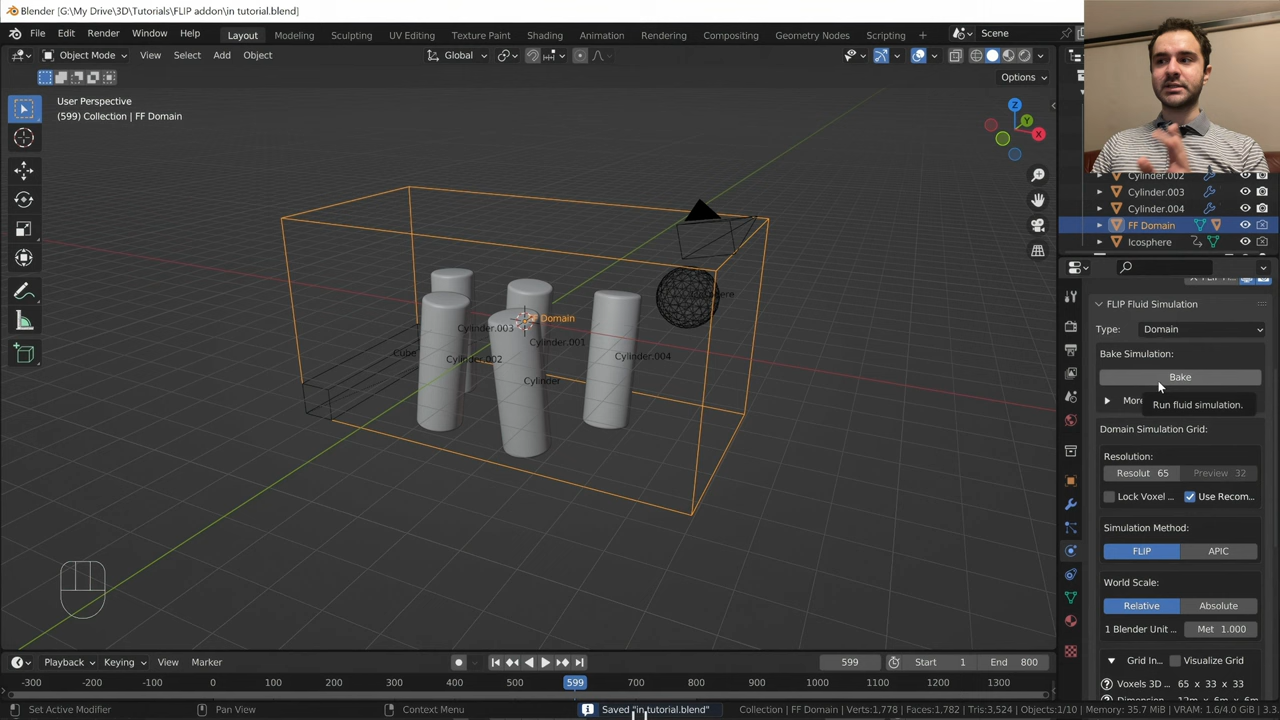 Blender [G:\My Drive\3D\Tutorials\FLIP addon\in tutorial.blend]
File Edit Render Window Help Layout Modeling Sculpting UV Editing Texture Paint Shading Animation Rendering Compositing Geometry Nodes Scripting Scene
Object Mode View Select Add Object Global
Options
User Perspective
(599) Collection | FF Domain
Z
Y
X
Cylinder.002
Cylinder.003
Cylinder.004
FF Domain
Icosphere
Domain
Cylinder.003
Cylinder.001
Cube
Cylinder.002
Cylinder.004
Cylinder
FLIP Fluid Simulation
Type: Domain
Bake Simulation:
Bake
More
Run fluid simulation.
Domain Simulation Grid:
Resolution:
Resolut 65 Preview 32
Lock Voxel ... Use Recom...
Simulation Method:
FLIP APIC
World Scale:
Relative Absolute
1 Blender Unit ... Met 1.000
Grid In... Visualize Grid
Voxels 3D ... 65 x 33 x 33
Playback Keying View Marker 599 Start 1 End 800
-300 -200 -100 0 100 200 300 400 500 599 700 800 900 1000 1100 1200 1300
Set Active Modifier Pan View Context Menu Saved "in tutorial.blend" Collection | FF Domain | Verts:1,778 | Faces:1,782 | Tris:3,524 | Objects:1/10 | Memory: 35.7 MiB | VRAM: 1.6/4.0 GiB | 3.